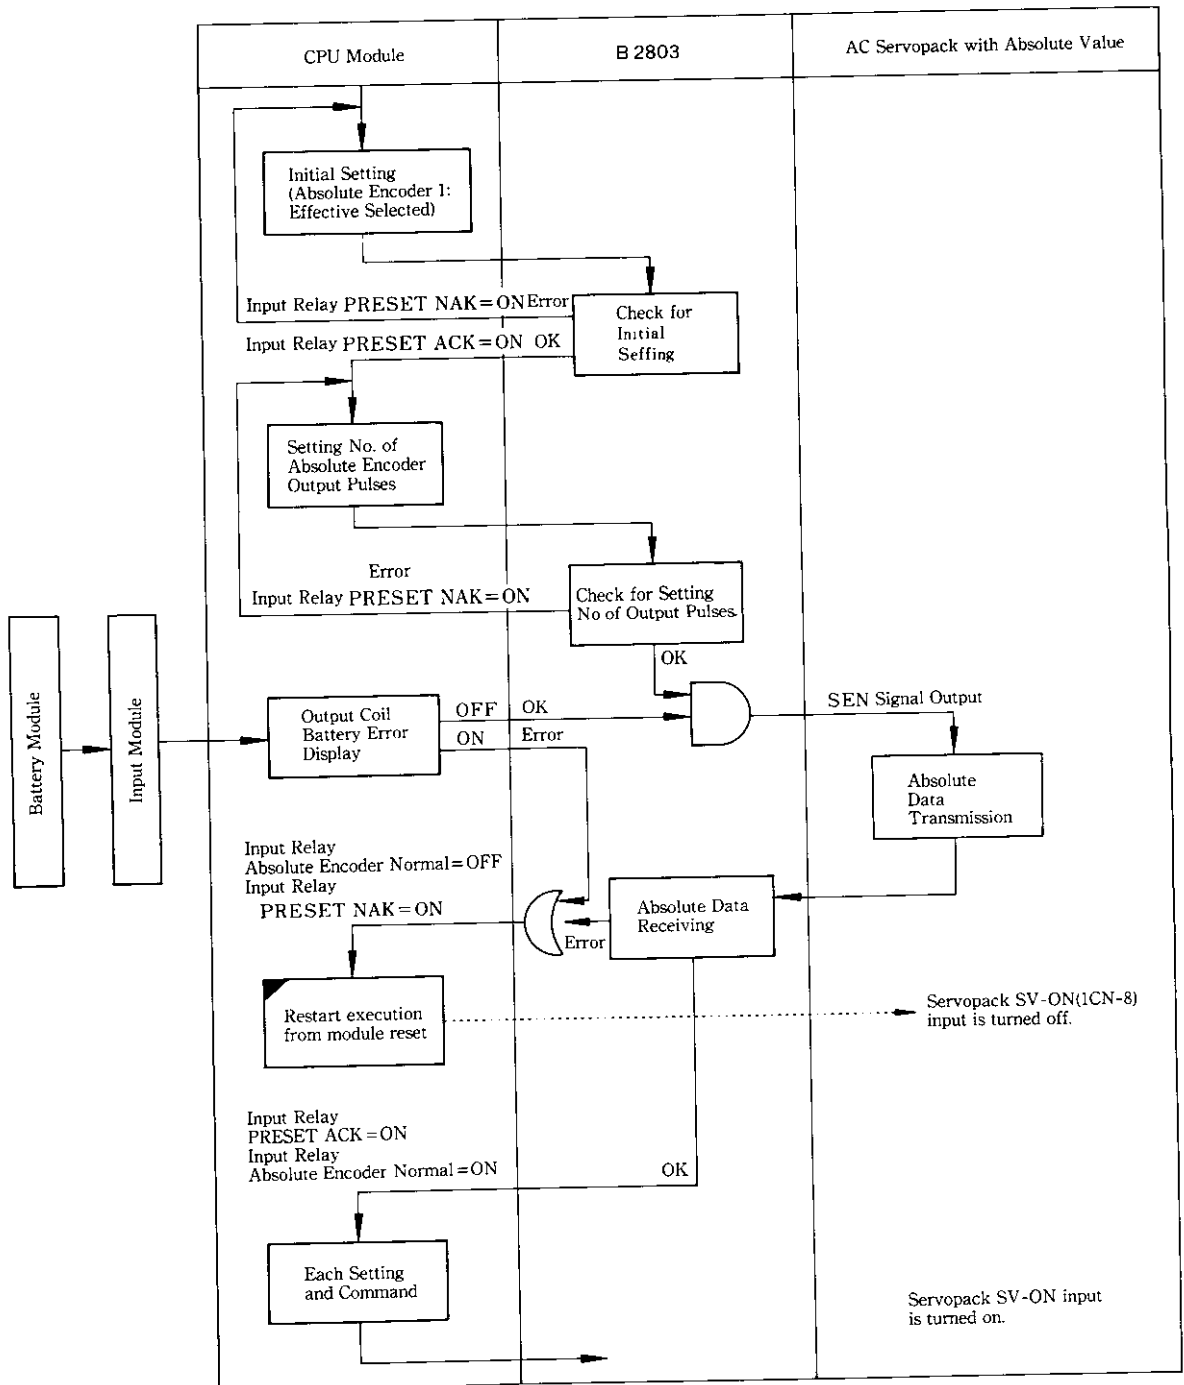 CPU Module
B 2803
AC Servopack with Absolute Value
Initial Setting
(Absolute Encoder 1:
Effective Selected)
Input Relay PRESET NAK=ON Error
Input Relay PRESET ACK=ON OK
Check for
Initial
Seffing
Setting No. of
Absolute Encoder
Output Pulses
Error
Input Relay PRESET NAK=ON
Check for Setting
No of Output Pulses.
OK
Battery Module
Input Module
Output Coil
Battery Error
Display
OFF OK
ON Error
SEN Signal Output
Absolute
Data
Transmission
Input Relay
Absolute Encoder Normal=OFF
Input Relay
PRESET NAK=ON
Error
Absolute Data
Receiving
Restart execution
from module reset
Servopack SV-ON(1CN-8)
input is turned off.
Input Relay
PRESET ACK=ON
Input Relay
Absolute Encoder Normal=ON
OK
Each Setting
and Command
Servopack SV-ON input
is turned on.